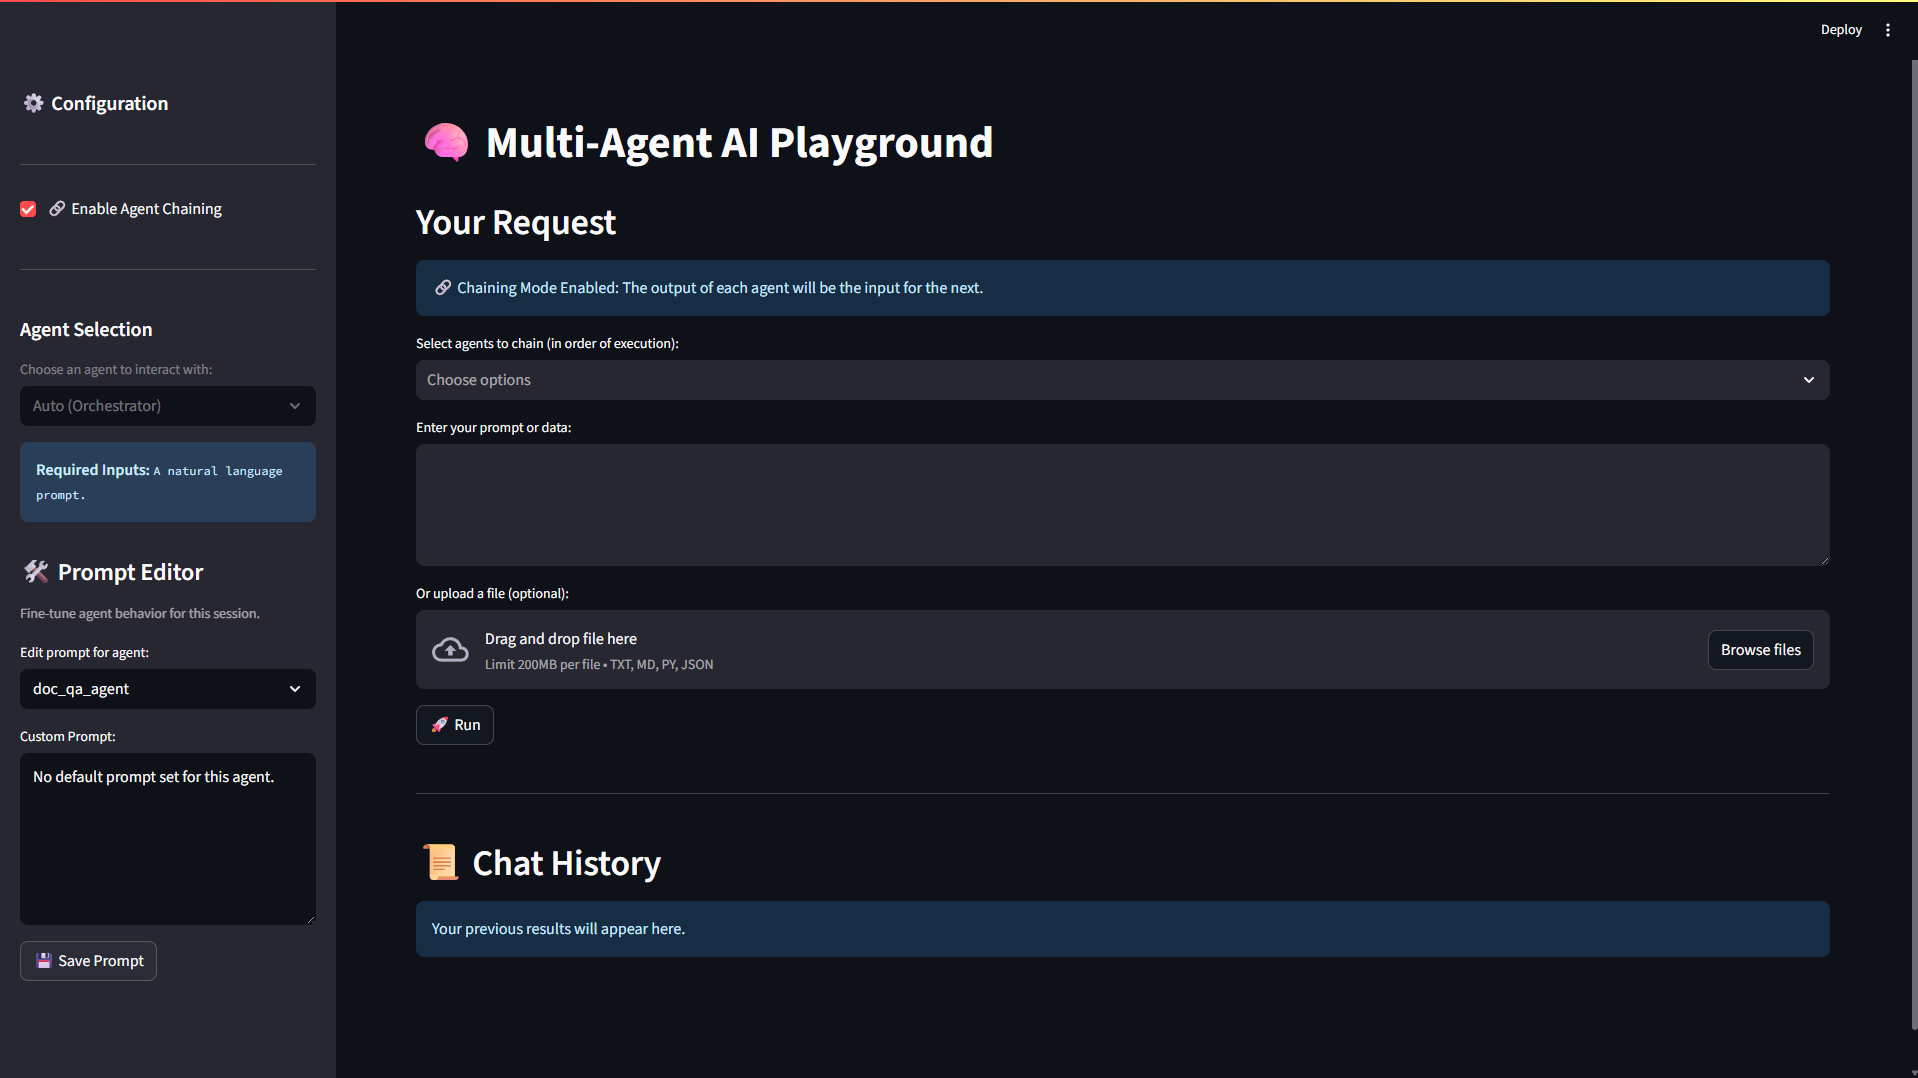 Deploy
Configuration
Enable Agent Chaining
Agent Selection
Choose an agent to interact with:
Auto (Orchestrator)
Required Inputs: A natural language
prompt.
Prompt Editor
Fine-tune agent behavior for this session.
Edit prompt for agent:
doc_qa_agent
Custom Prompt:
No default prompt set for this agent.
Save Prompt
Multi-Agent AI Playground
Your Request
Chaining Mode Enabled: The output of each agent will be the input for the next.
Select agents to chain (in order of execution):
Choose options
Enter your prompt or data:
Or upload a file (optional):
Drag and drop file here
Limit 200MB per file • TXT, MD, PY, JSON
Browse files
Run
Chat History
Your previous results will appear here.